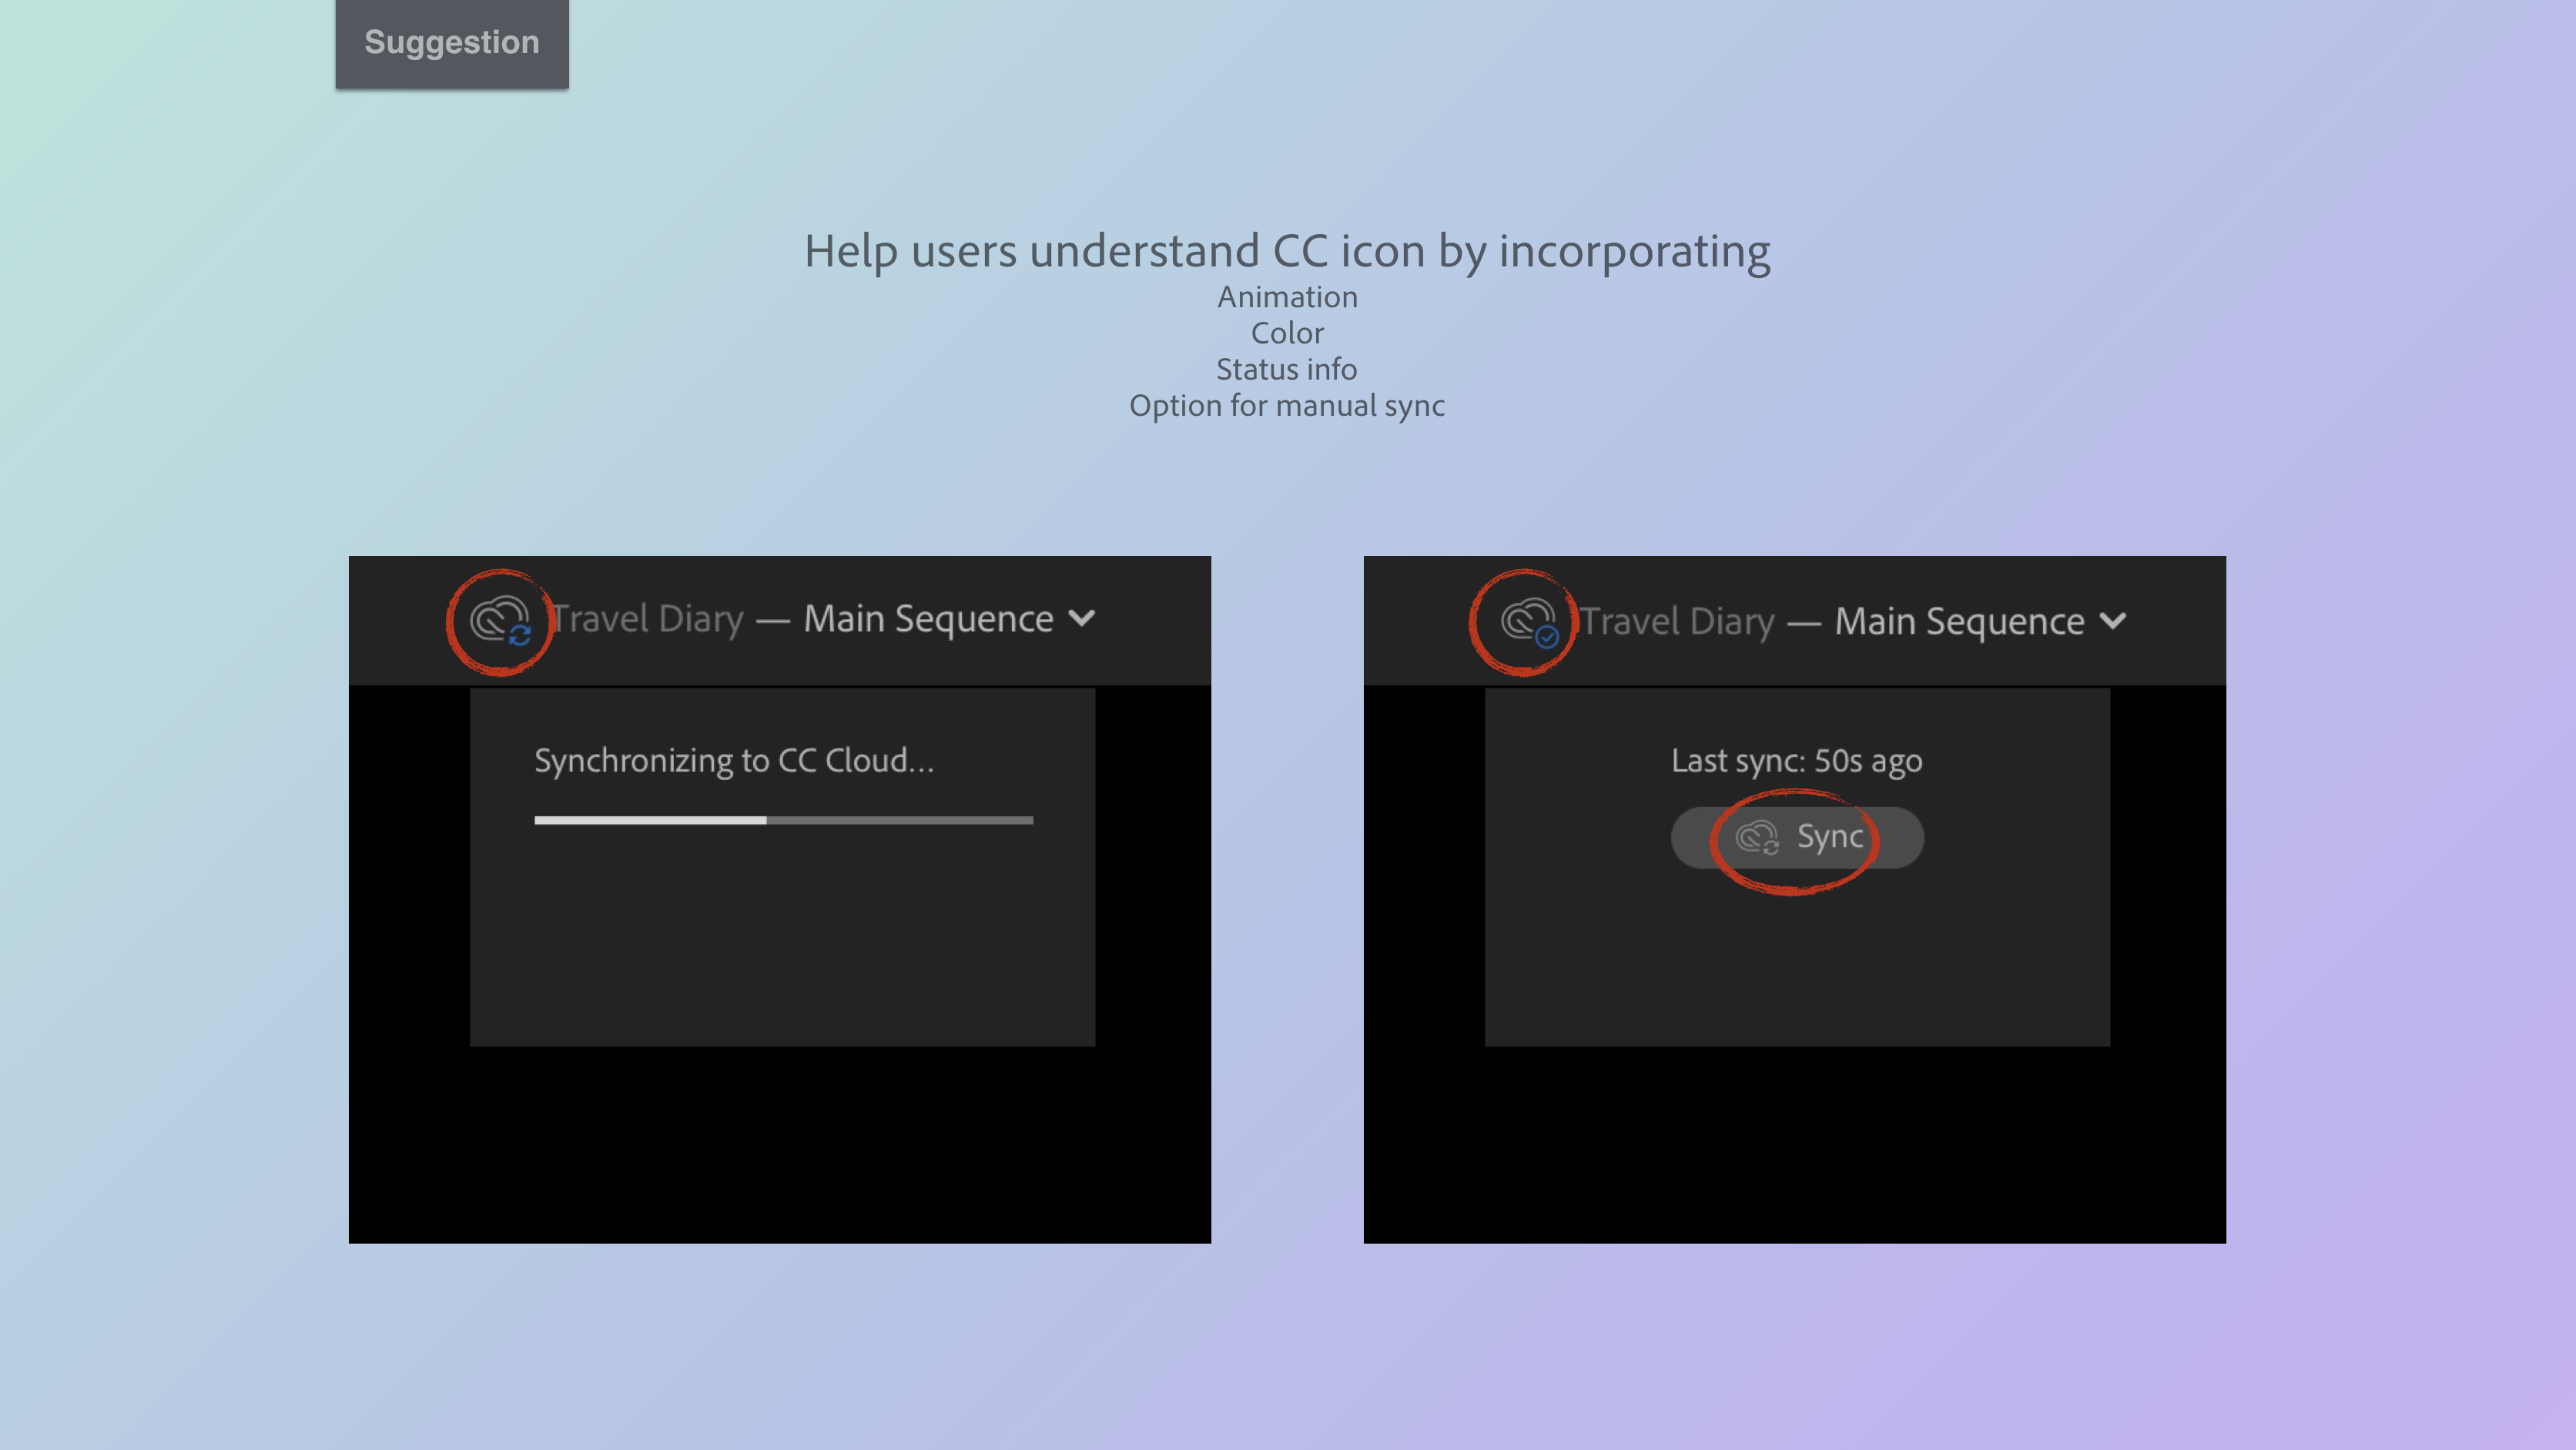 Suggestion
Help users understand CC icon by incorporating
Animation
Color
Status info
Option for manual sync
Travel Diary — Main Sequence
Synchronizing to CC Cloud...
Travel Diary — Main Sequence
Last sync: 50s ago
Sync